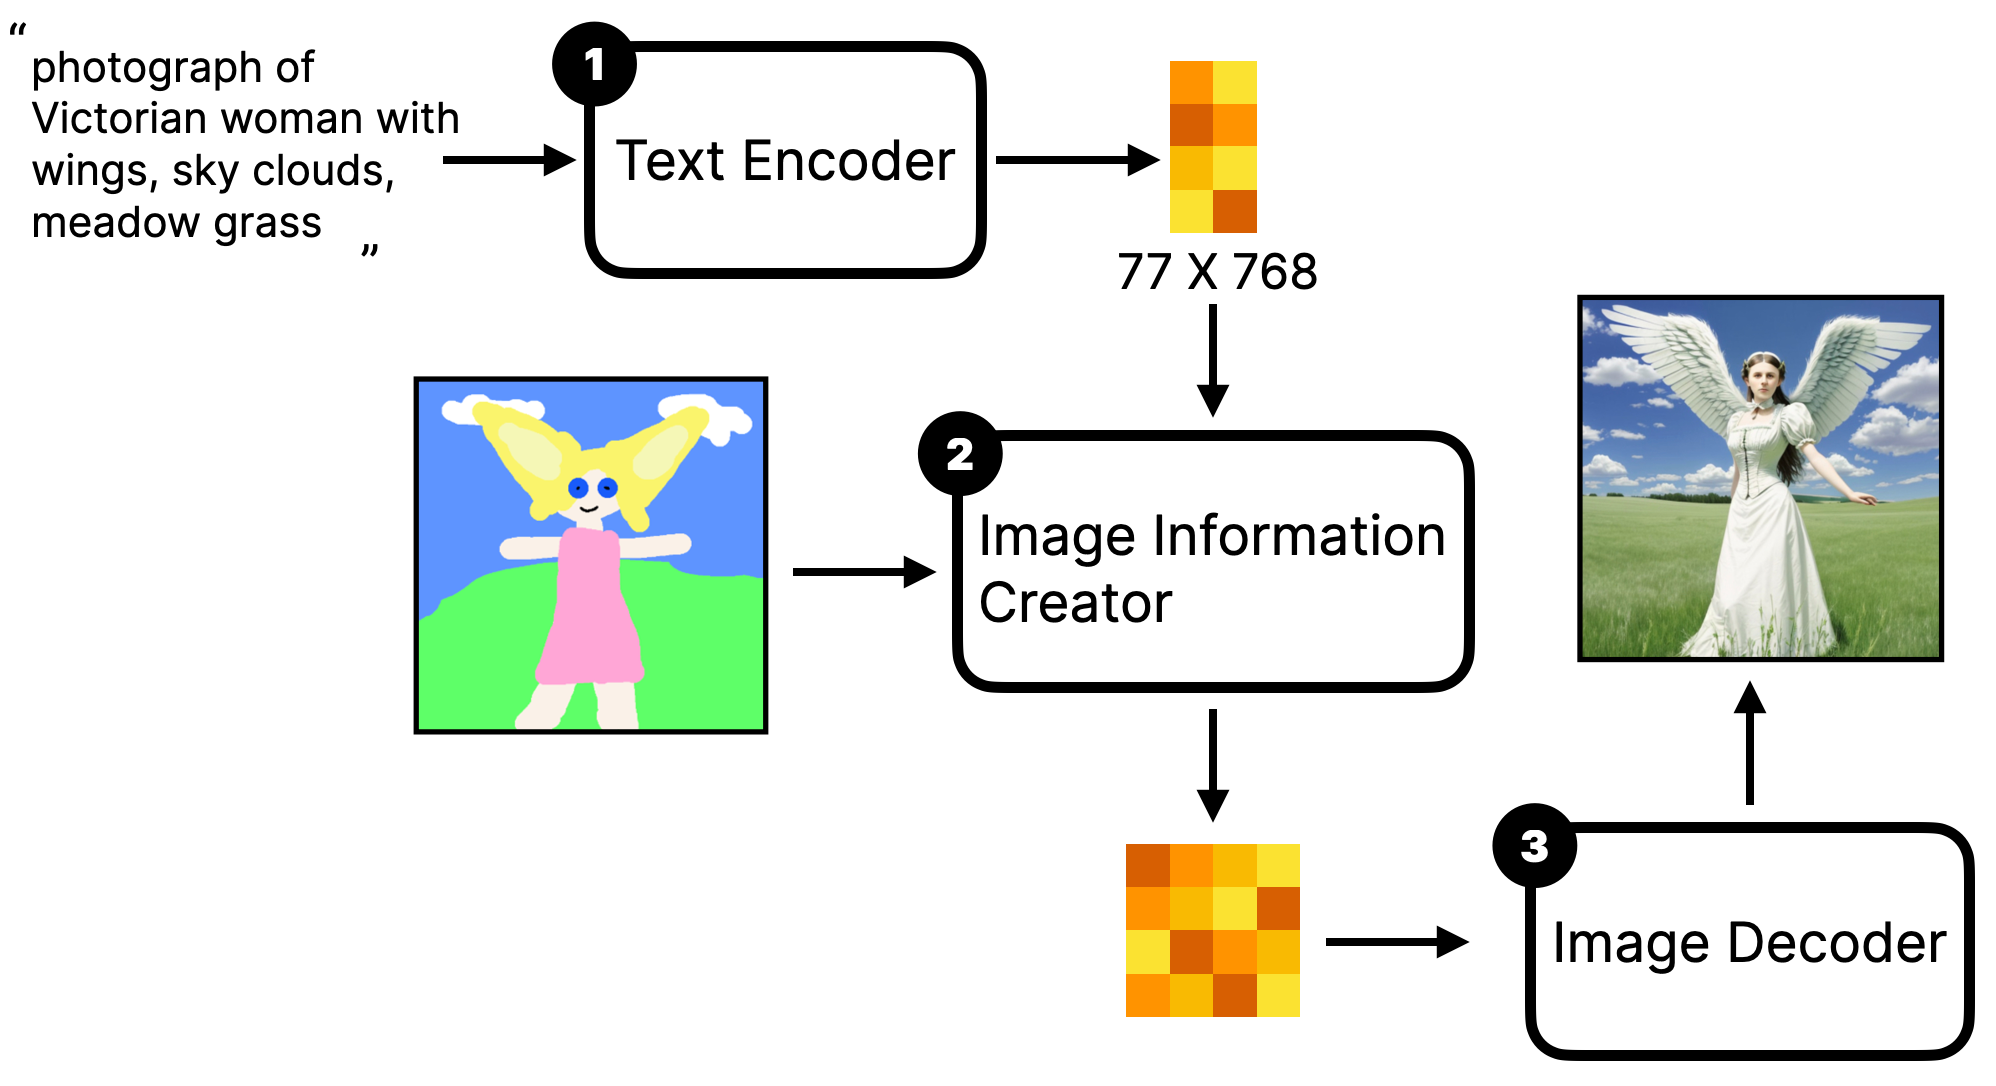 “
photograph of
Victorian woman with
wings, sky clouds,
meadow grass
”
1
Text Encoder
77 X 768
2
Image Information
Creator
3
Image Decoder